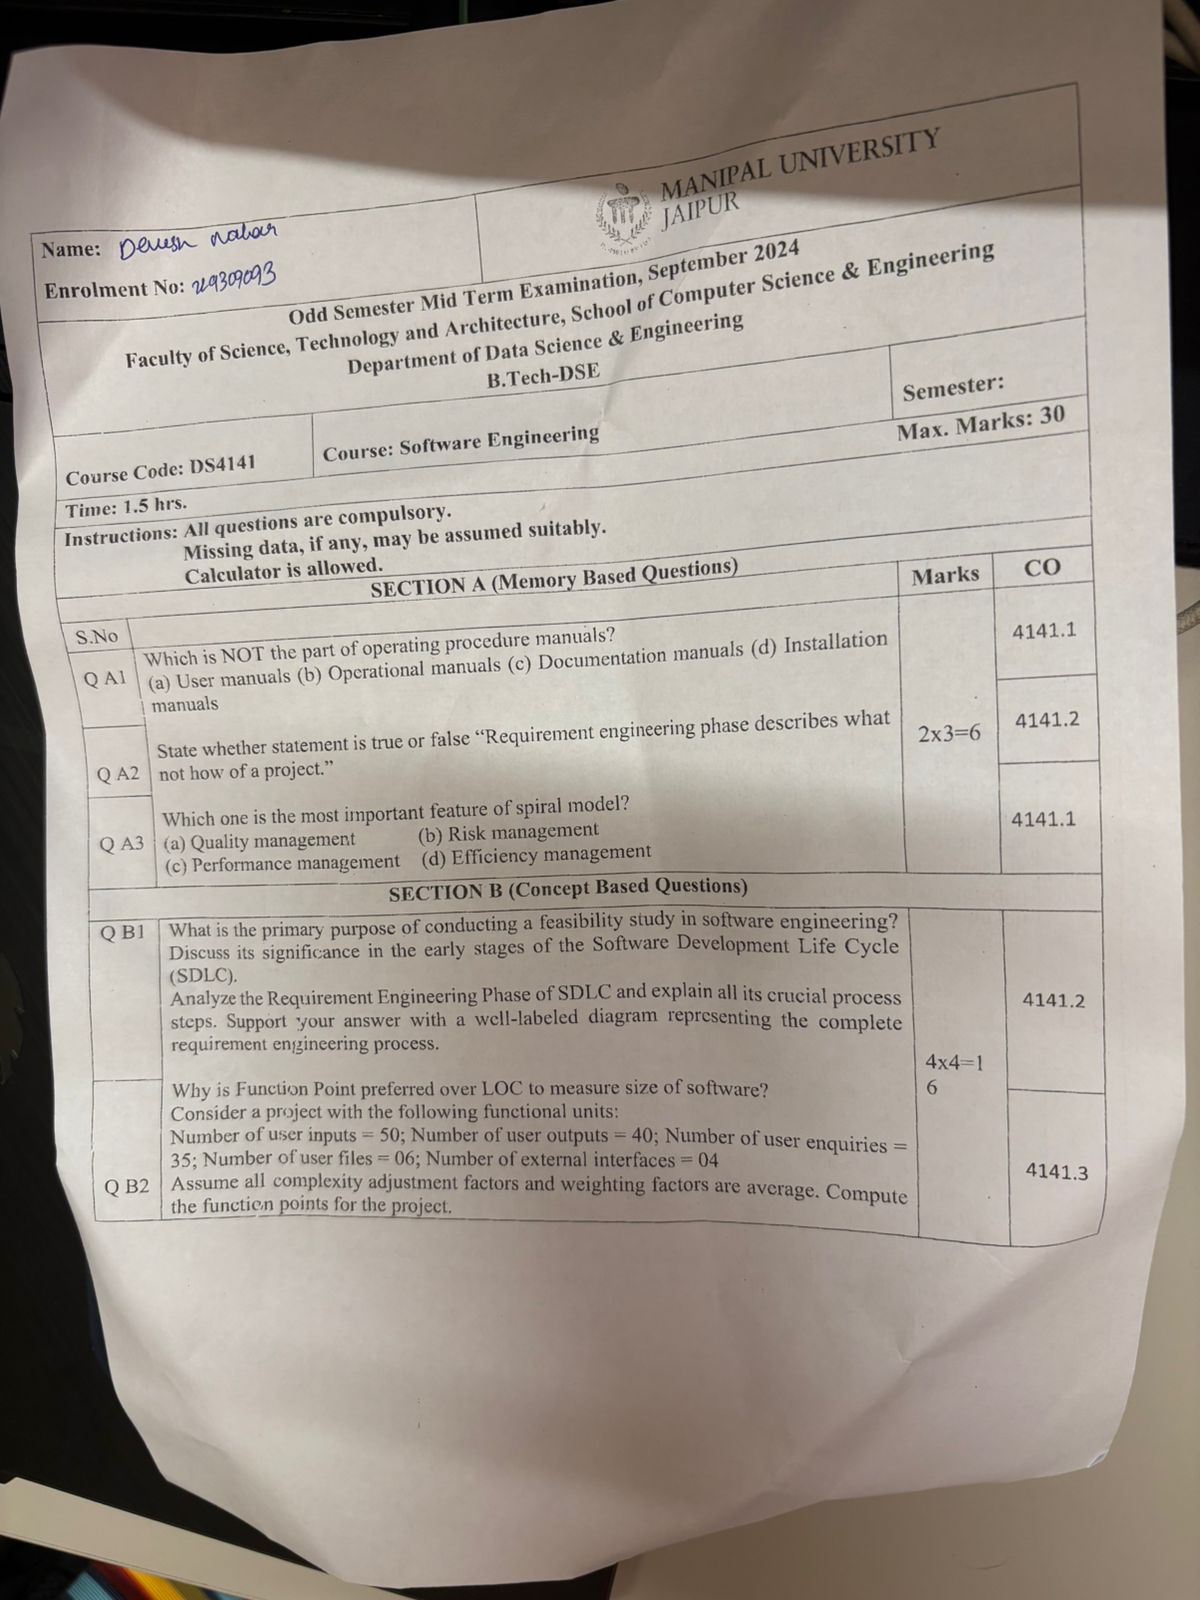 MANIPAL UNIVERSITY
JAIPUR
Name: Devesh Nahar
Enrolment No: 219309093
Odd Semester Mid Term Examination, September 2024
Faculty of Science, Technology and Architecture, School of Computer Science & Engineering
Department of Data Science & Engineering
B.Tech-DSE
Course Code: DS4141
Course: Software Engineering
Semester:
Time: 1.5 hrs.
Max. Marks: 30
Instructions: All questions are compulsory.
Missing data, if any, may be assumed suitably.
Calculator is allowed.
SECTION A (Memory Based Questions)
Marks
CO
S.No
Q A1
Which is NOT the part of operating procedure manuals?
(a) User manuals (b) Operational manuals (c) Documentation manuals (d) Installation
manuals
4141.1
Q A2
State whether statement is true or false “Requirement engineering phase describes what
not how of a project.”
2x3=6
4141.2
Q A3
Which one is the most important feature of spiral model?
(a) Quality management (b) Risk management
(c) Performance management (d) Efficiency management
4141.1
SECTION B (Concept Based Questions)
Q B1
What is the primary purpose of conducting a feasibility study in software engineering?
Discuss its significance in the early stages of the Software Development Life Cycle
(SDLC).
Analyze the Requirement Engineering Phase of SDLC and explain all its crucial process
steps. Support your answer with a well-labeled diagram representing the complete
requirement engineering process.
4141.2
4x4=1
6
Q B2
Why is Function Point preferred over LOC to measure size of software?
Consider a project with the following functional units:
Number of user inputs = 50; Number of user outputs = 40; Number of user enquiries =
35; Number of user files = 06; Number of external interfaces = 04
Assume all complexity adjustment factors and weighting factors are average. Compute
the function points for the project.
4141.3